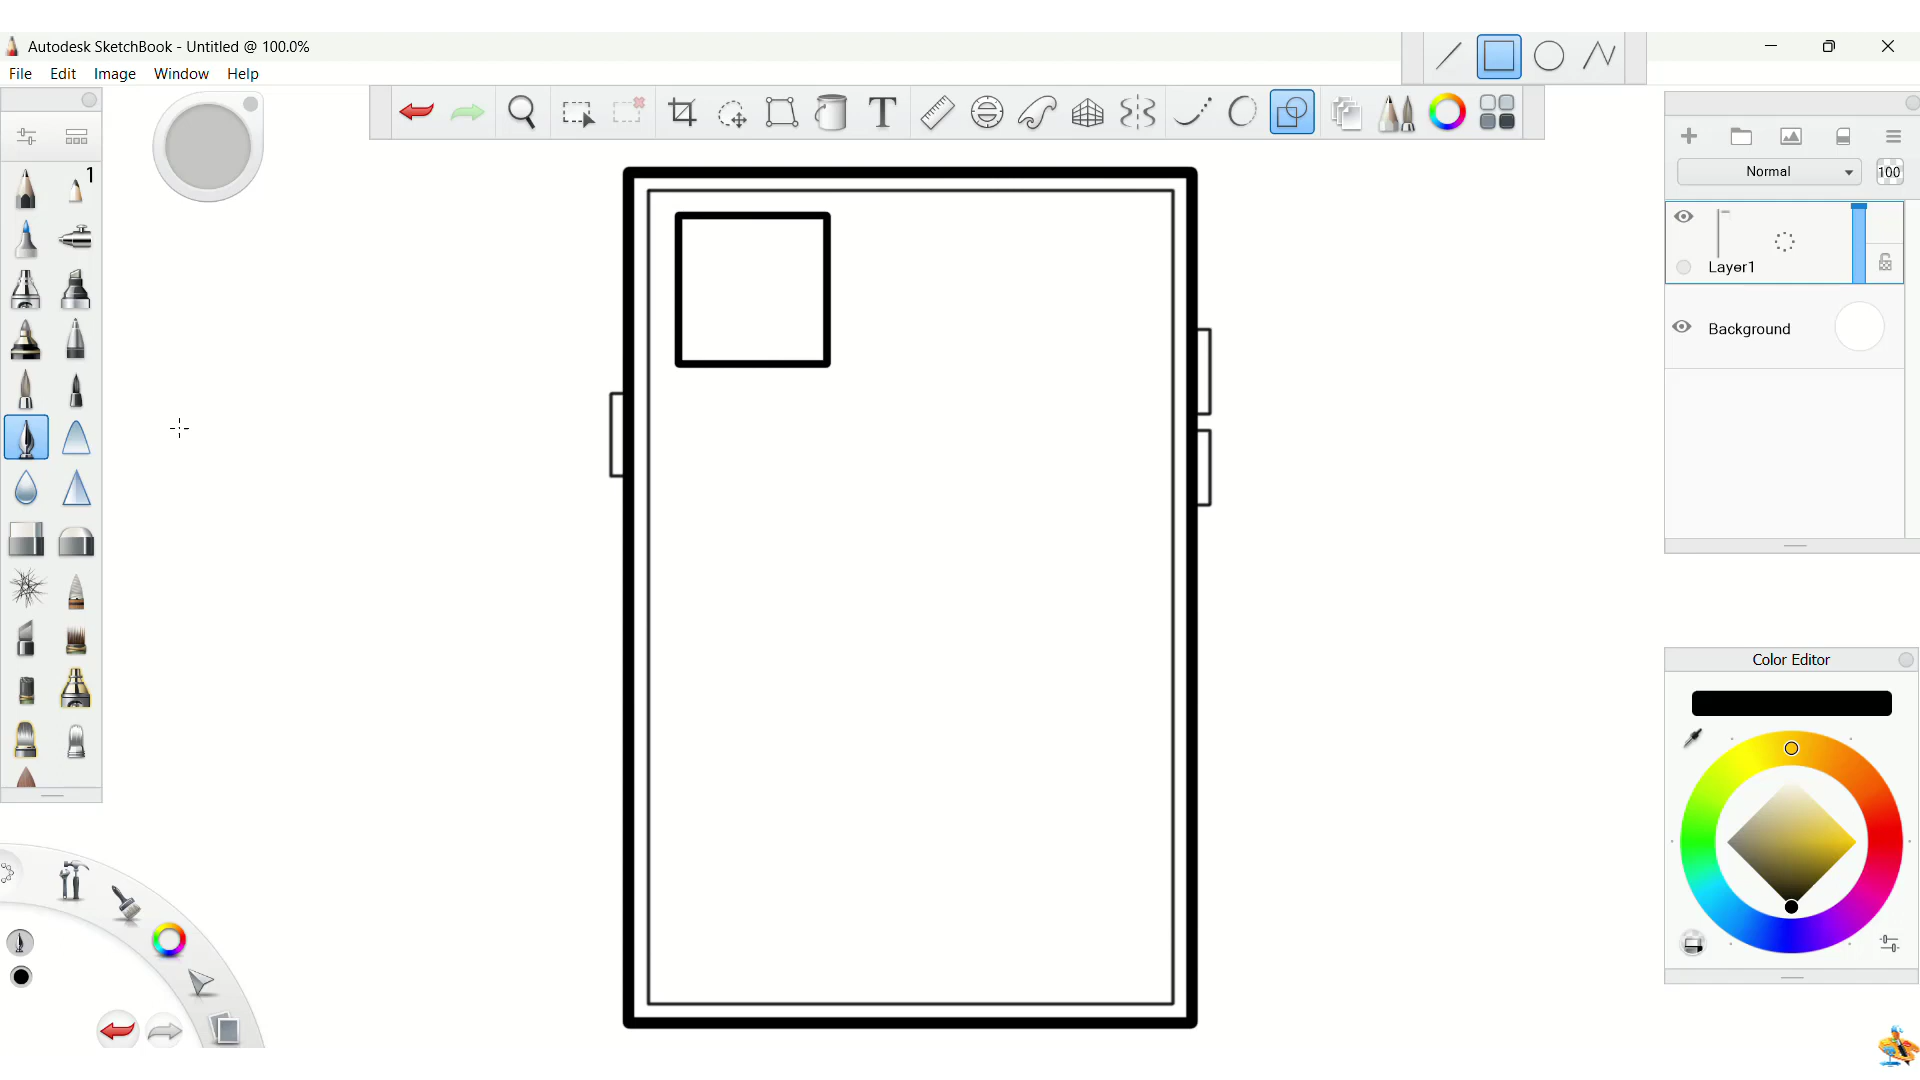 Autodesk SketchBook - Untitled @ 100.0%
File Edit Image Window Help
T
1
Normal 100
Layer1
Background
Color Editor